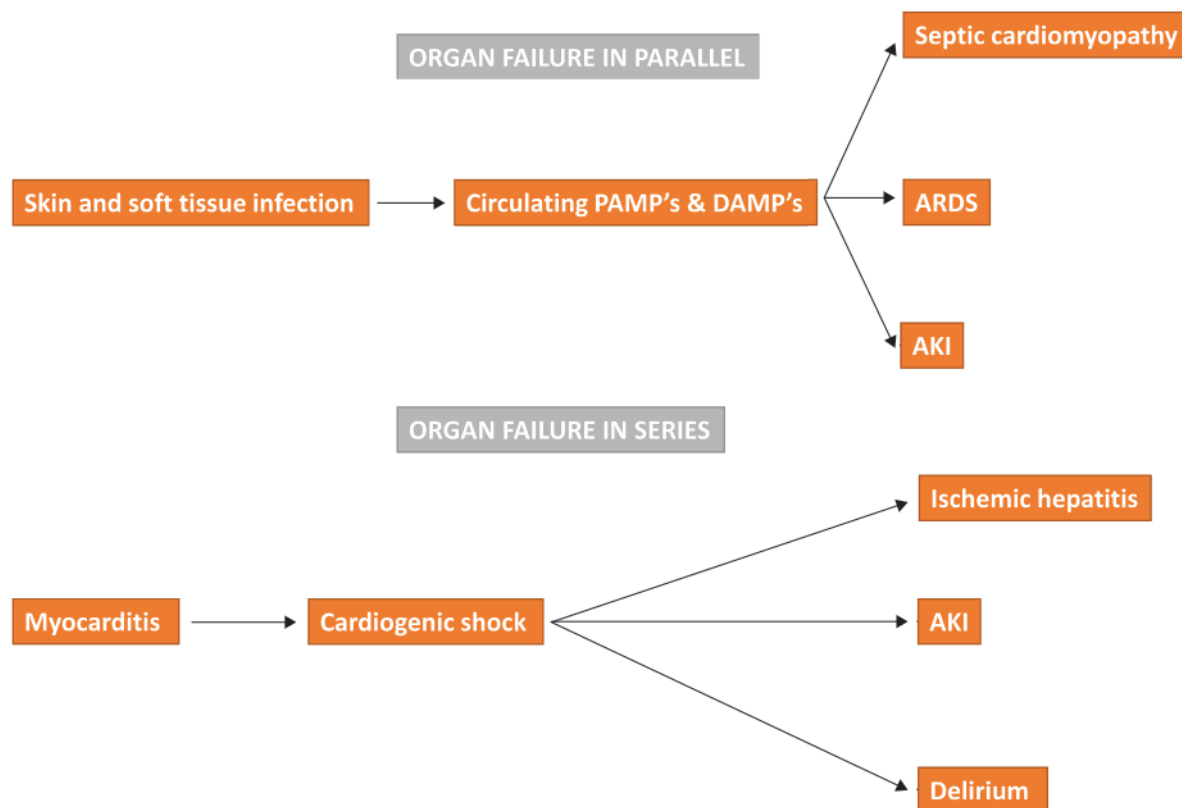 ORGAN FAILURE IN PARALLEL
Septic cardiomyopathy
Skin and soft tissue infection
Circulating PAMP's & DAMP's
ARDS
AKI
ORGAN FAILURE IN SERIES
Ischemic hepatitis
Myocarditis
Cardiogenic shock
AKI
Delirium